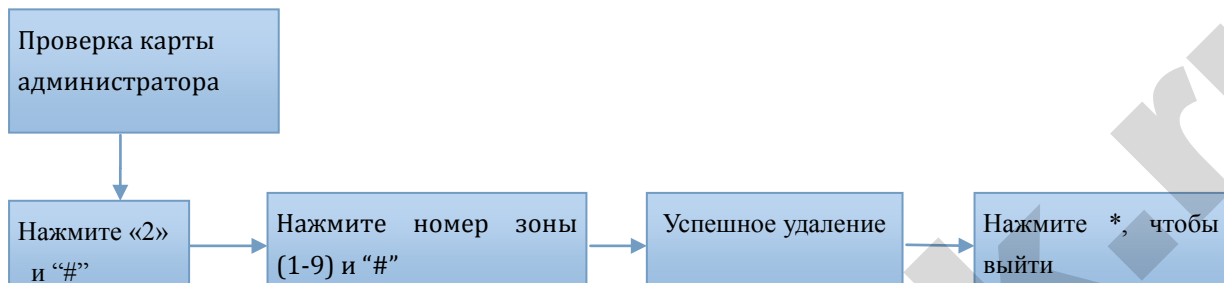 Проверка карты
администратора
Нажмите «2»
и “#”
Нажмите номер зоны
(1-9) и “#”
Успешное удаление
Нажмите *, чтобы
выйти